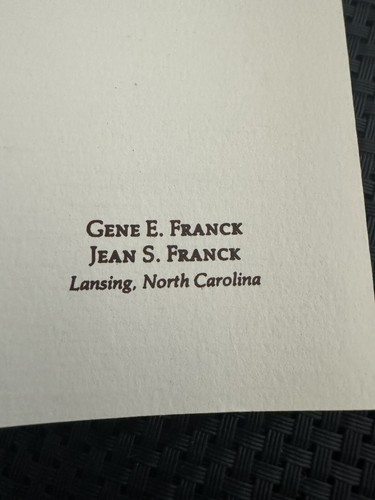 GENE E. FRANCK
JEAN S. FRANCK
Lansing, North Carolina